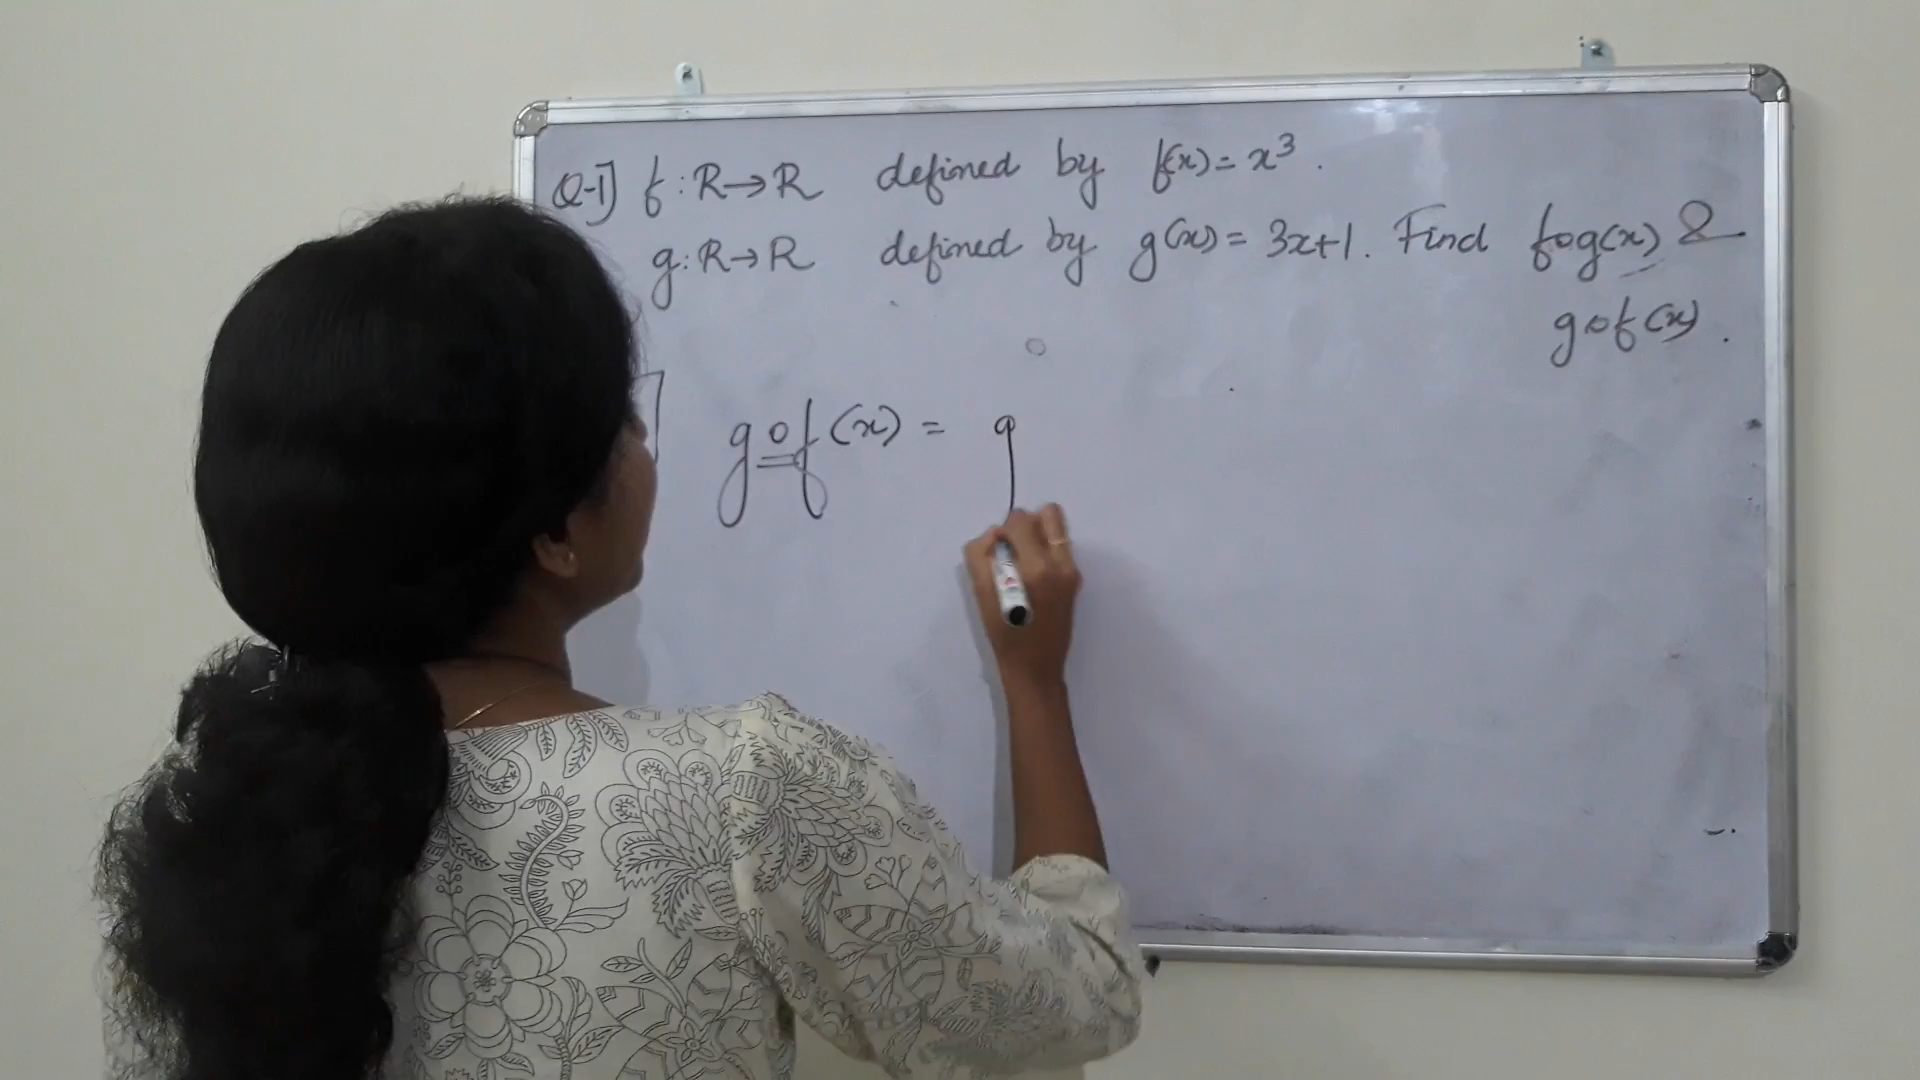 Q-1] f : R→R defined by f(x) = x³.
g : R→R defined by g(x) = 3x+1. Find fog(x) &
gof(x).
gof(x) = g